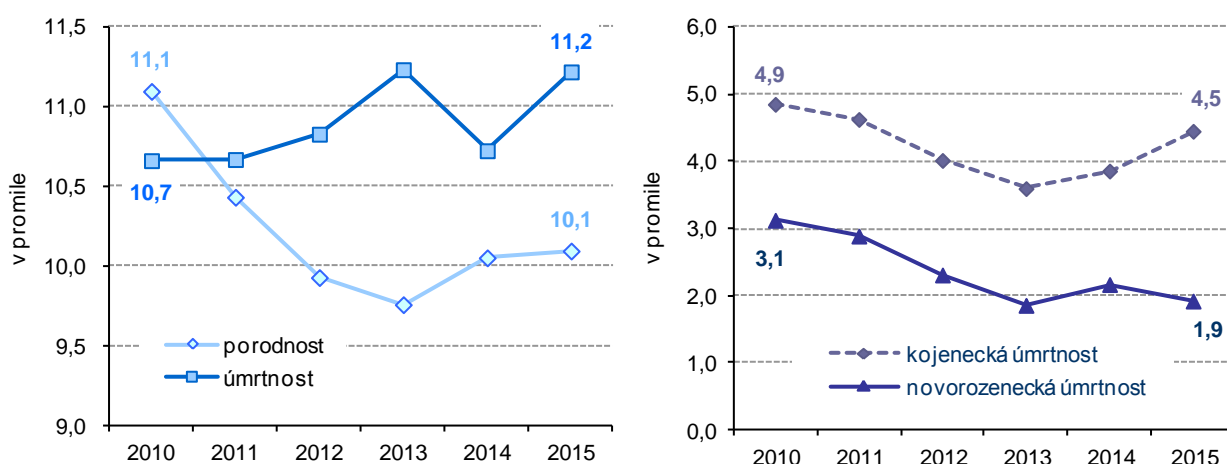 11,5
11,0
10,5
10,0
9,5
9,0
v promile
11,1
10,7
11,2
10,1
porodnost
úmrtnost
2010 2011 2012 2013 2014 2015
6,0
5,0
4,0
3,0
2,0
1,0
0,0
v promile
4,9
4,5
3,1
1,9
kojenecká úmrtnost
novorozenecká úmrtnost
2010 2011 2012 2013 2014 2015